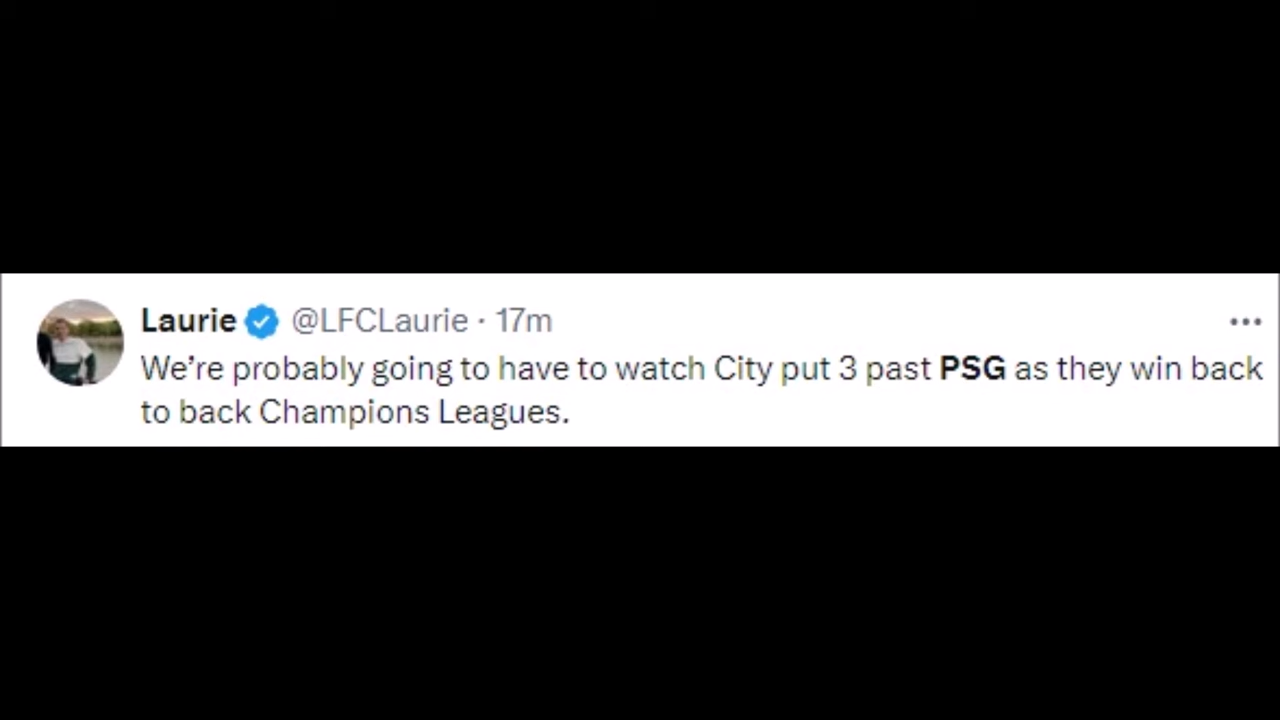 Laurie @LFCLaurie · 17m
We’re probably going to have to watch City put 3 past PSG as they win back
to back Champions Leagues.